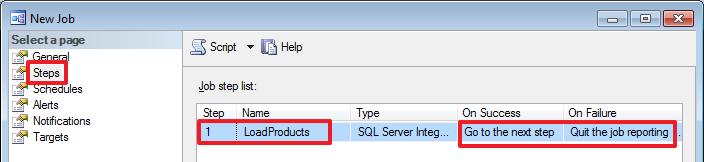 New Job
Select a page
General
Steps
Schedules
Alerts
Notifications
Targets
Script Help
Job step list:
Step Name Type On Success On Failure
1 LoadProducts SQL Server Integ... Go to the next step Quit the job reporting